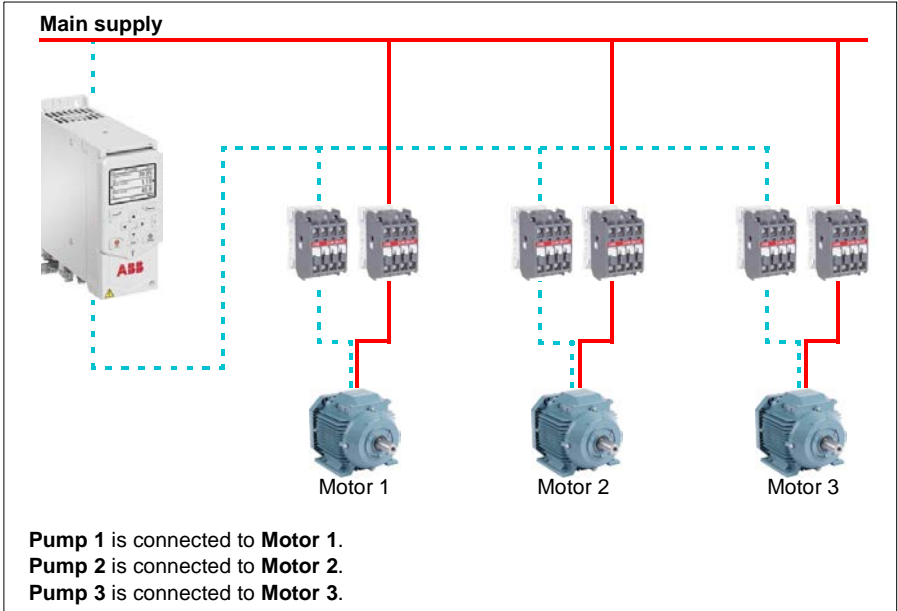 Main supply
ABB
Motor 1
Motor 2
Motor 3
Pump 1 is connected to Motor 1.
Pump 2 is connected to Motor 2.
Pump 3 is connected to Motor 3.